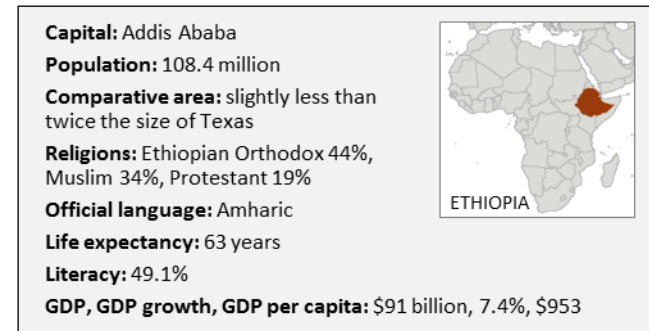 Capital: Addis Ababa
Population: 108.4 million
Comparative area: slightly less than
twice the size of Texas
Religions: Ethiopian Orthodox 44%,
Muslim 34%, Protestant 19%
Official language: Amharic
Life expectancy: 63 years
Literacy: 49.1%
GDP, GDP growth, GDP per capita: $91 billion, 7.4%, $953
ETHIOPIA